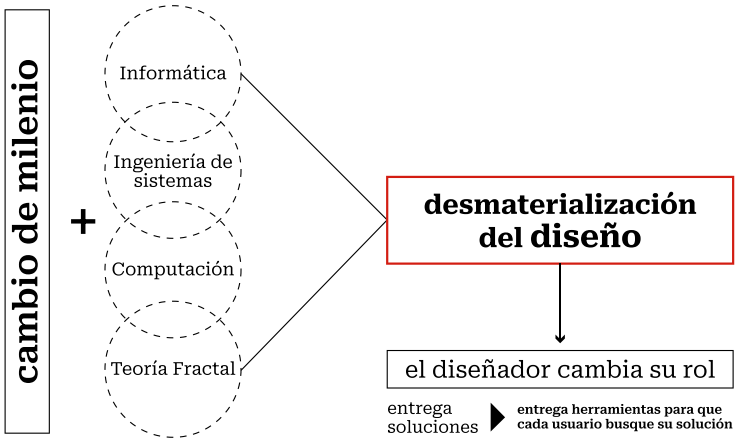 cambio de milenio
+
Informática
Ingeniería de
sistemas
Computación
Teoría Fractal
desmaterialización
del diseño
el diseñador cambia su rol
entrega
soluciones
entrega herramientas para que
cada usuario busque su solución